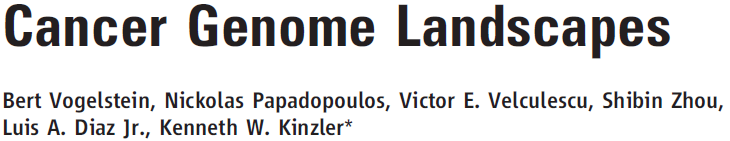 Cancer Genome Landscapes
Bert Vogelstein, Nickolas Papadopoulos, Victor E. Velculescu, Shibin Zhou,
Luis A. Diaz Jr., Kenneth W. Kinzler*